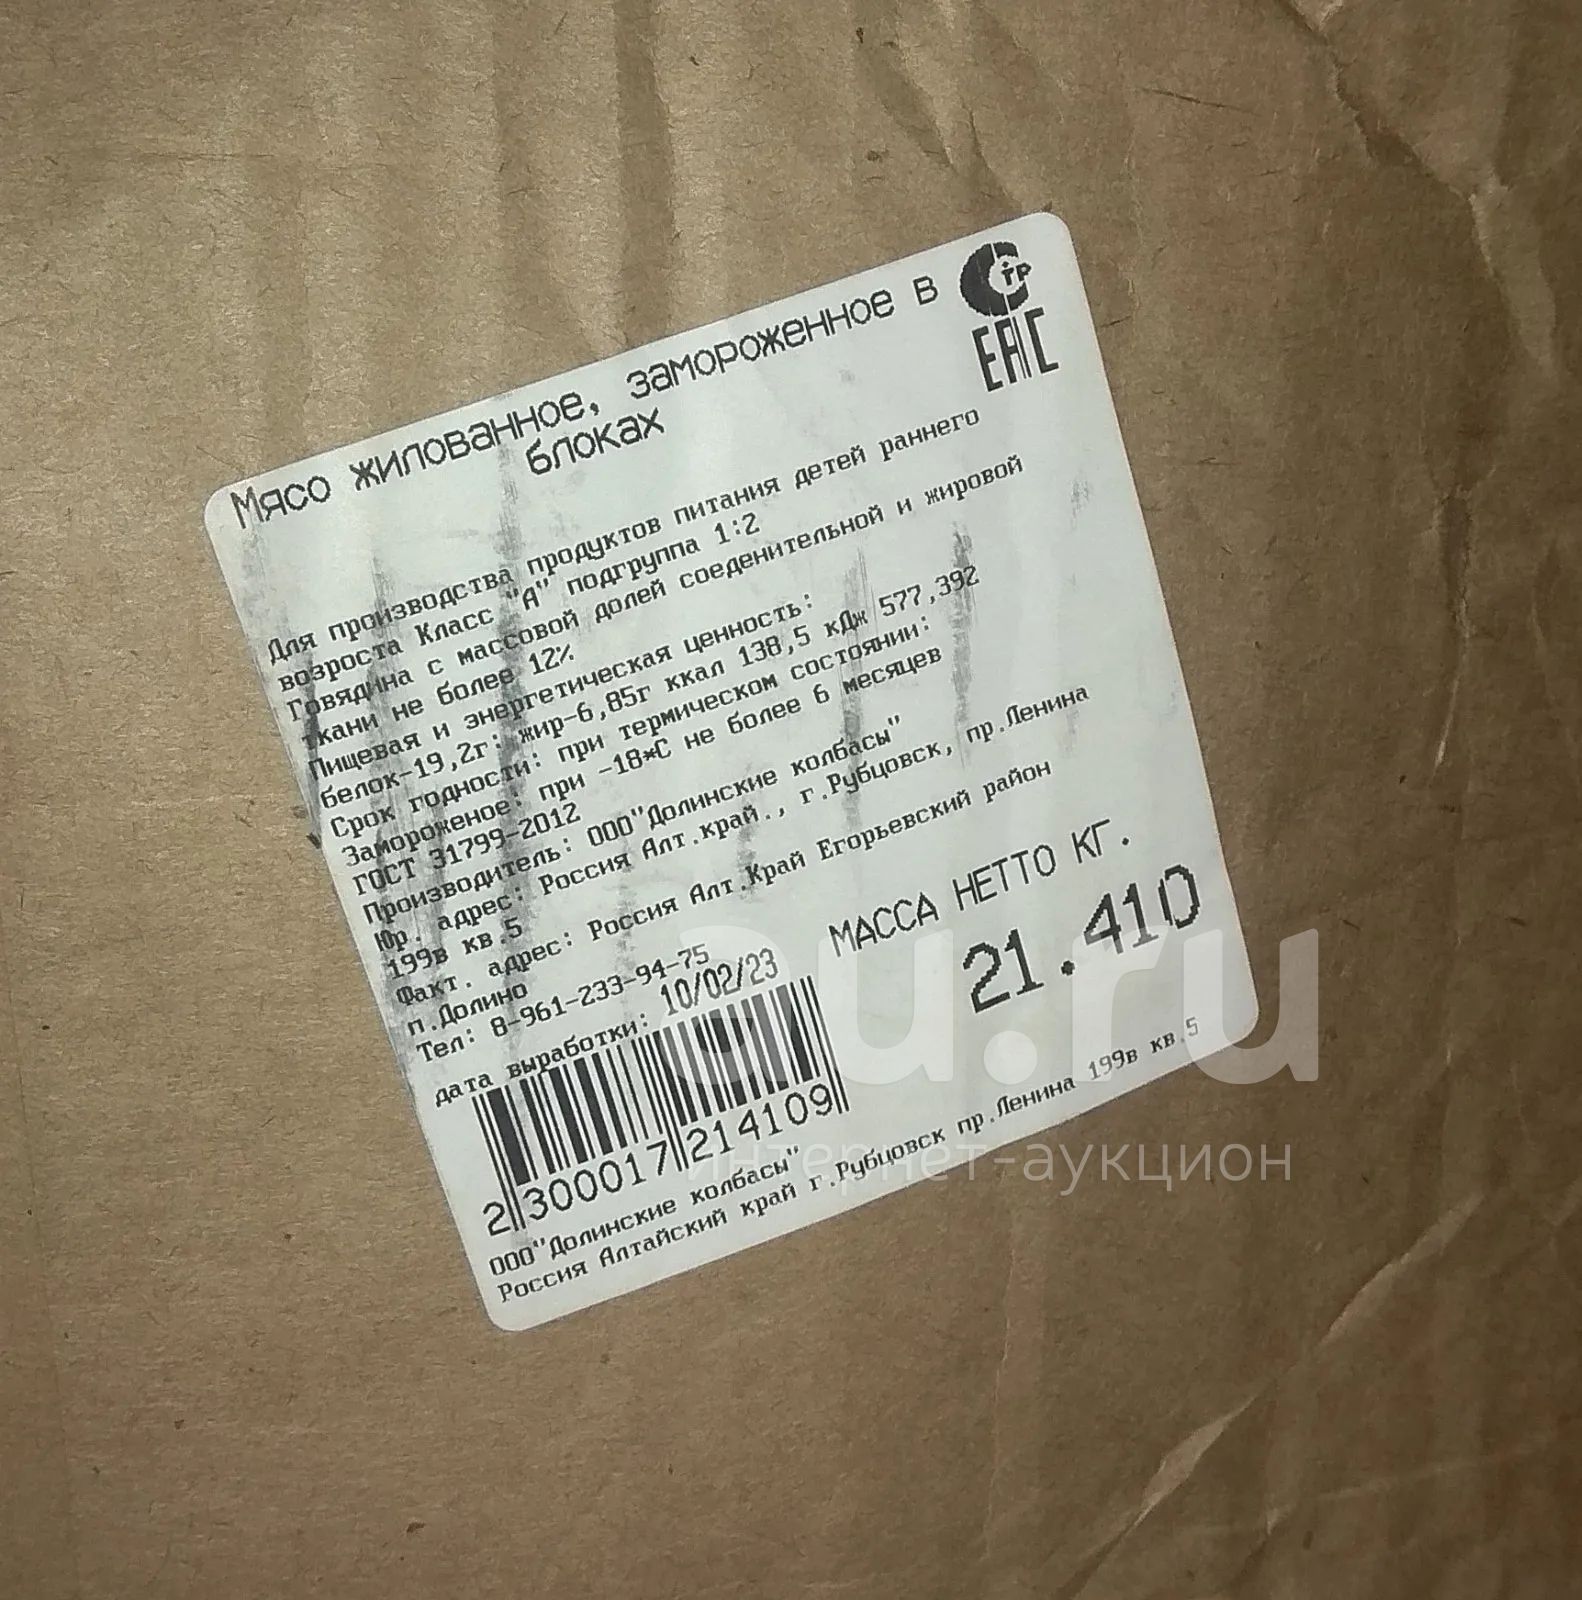 Мясо жилованное, замороженное в
блоках
СТР
EAC
Для производства продуктов питания детей раннего
возроста Класс "А" подгруппа 1:2
Говядина с массовой долей соеденительной и жировой
ткани не более 12%
Пищевая и энергетическая ценность:
белок-19,2г: жир-6,85г ккал 138,5 кДж 577,392
Срок годности: при термическом состоянии:
Замороженое: при -18*С не более 6 месяцев
ГОСТ 31799-2012
Производитель: ООО"Долинские колбасы"
Юр. адрес: Россия Алт.край., г.Рубцовск, пр.Ленина
199в кв.5
Факт. адрес: Россия Алт.Край Егорьевский район
п.Долино
Тел: 8-961-233-94-75
дата выработки: 10/02/23
МАССА НЕТТО КГ.
21.410
2 300017 214109
ООО"Долинские колбасы"
Россия Алтайский край г.Рубцовск пр.Ленина 199в кв.5
au.ru
интернет-аукцион